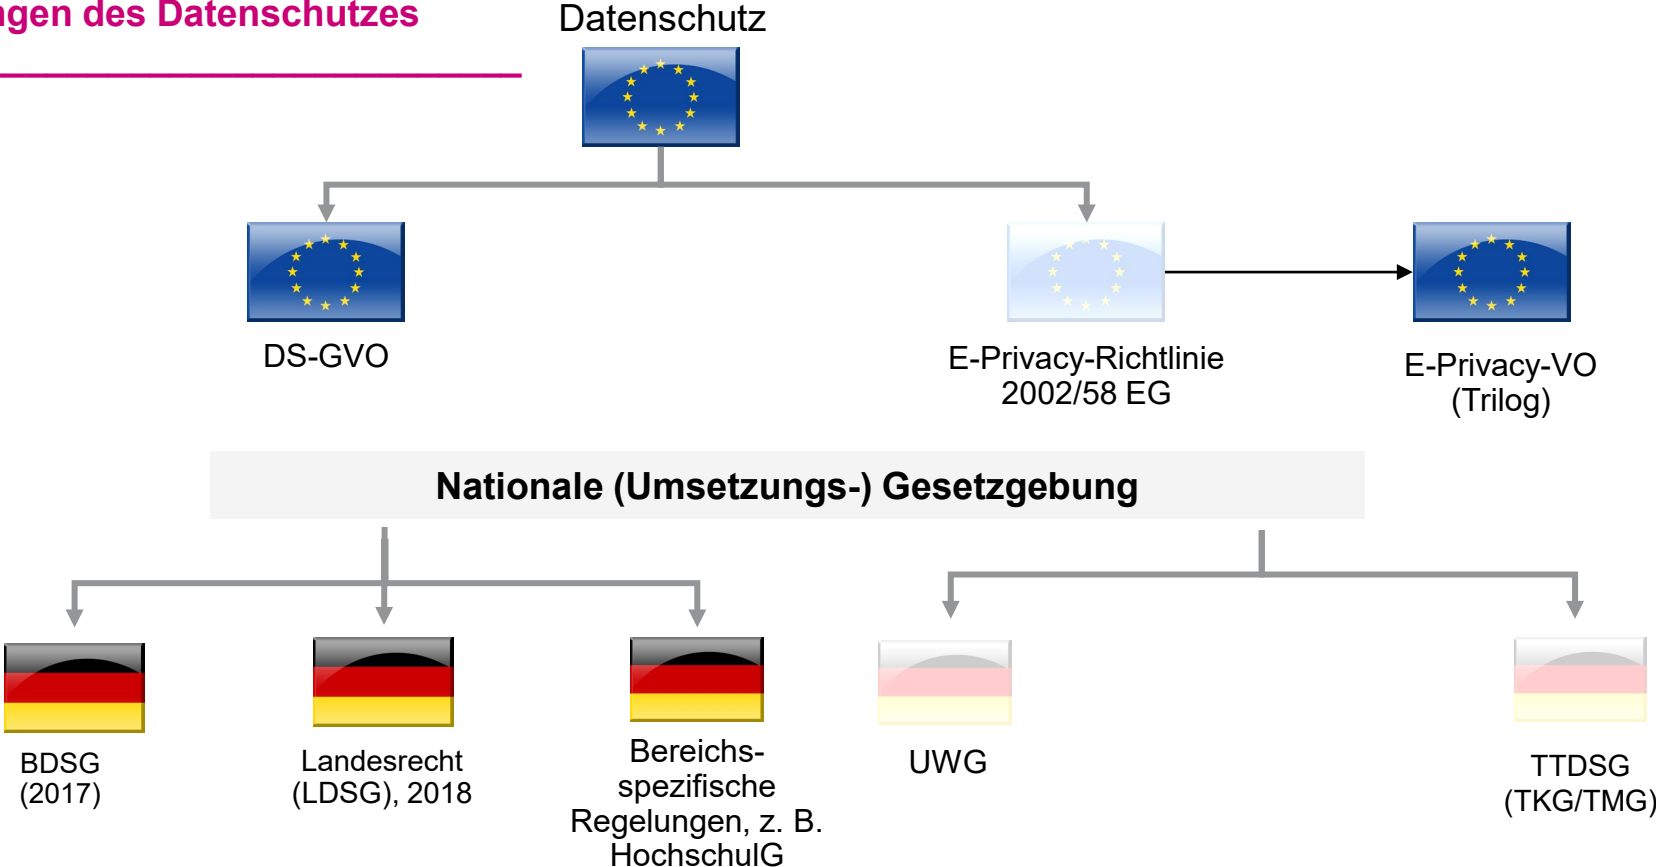 ngen des Datenschutzes
Datenschutz
DS-GVO
E-Privacy-Richtlinie
2002/58 EG
E-Privacy-VO
(Trilog)
Nationale (Umsetzungs-) Gesetzgebung
BDSG
(2017)
Landesrecht
(LDSG), 2018
Bereichs-
spezifische
Regelungen, z. B.
HochschulG
UWG
TTDSG
(TKG/TMG)